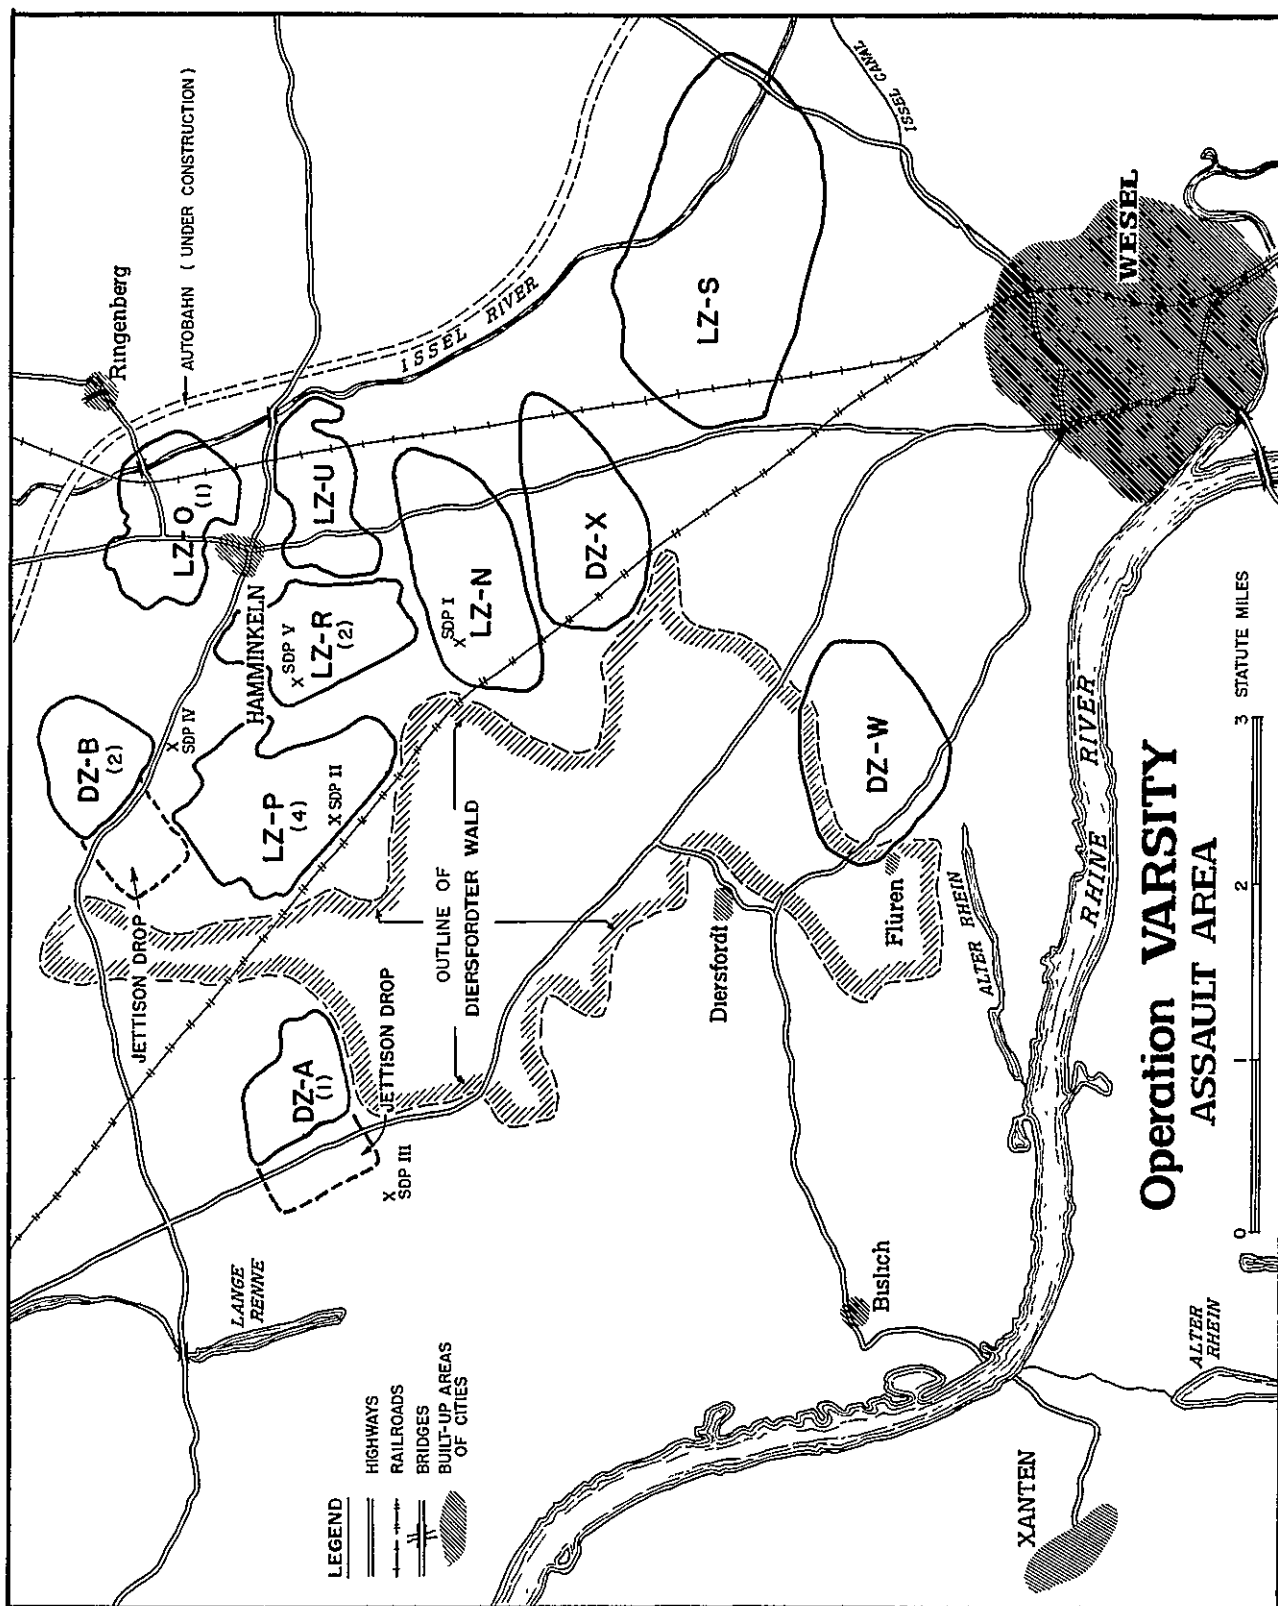 Ringenberg
AUTOBAHN ( UNDER CONSTRUCTION)
ISSEL CANAL
ISSEL RIVER
LZ-O
(1)
LZ-U
HAMMINKELN
LZ-R
(2)
X SDP V
LZ-N
SDP I
X
DZ-X
LZ-S
WESEL
DZ-B
(2)
X
SDP IV
LZ-P
(4)
X SDP II
JETTISON DROP
OUTLINE OF
DIERSFORDTER WALD
DZ-W
Fluren
Diersfordt
DZ-A
(1)
JETTISON DROP
X
SDP III
ALTER RHEIN
RHINE RIVER
LANGE
RENNE
Bislich
ALTER
RHEIN
XANTEN
LEGEND
HIGHWAYS
RAILROADS
BRIDGES
BUILT-UP AREAS
OF CITIES
Operation VARSITY
ASSAULT AREA
0 1 2 3 STATUTE MILES